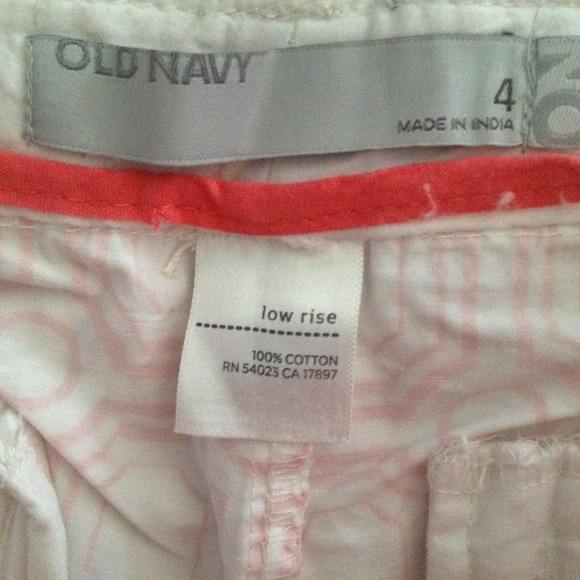 OLD NAVY
4
MADE IN INDIA
low rise
100% COTTON
RN 54023 CA 17897